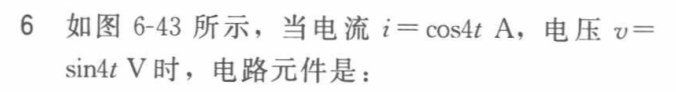 6 如图 6-43 所示，当电流 i＝cos4t A，电压 v＝
sin4t V 时，电路元件是：